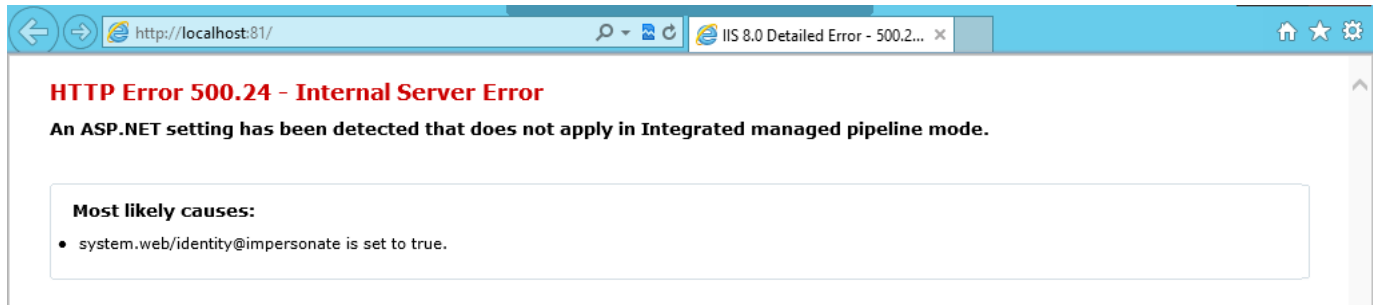 http://localhost:81/
IIS 8.0 Detailed Error - 500.2...
HTTP Error 500.24 - Internal Server Error
An ASP.NET setting has been detected that does not apply in Integrated managed pipeline mode.
Most likely causes:
• system.web/identity@impersonate is set to true.